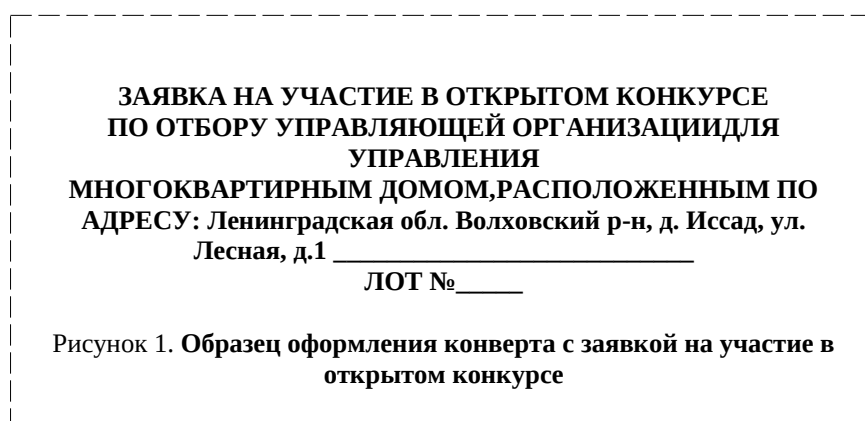 ЗАЯВКА НА УЧАСТИЕ В ОТКРЫТОМ КОНКУРСЕ
ПО ОТБОРУ УПРАВЛЯЮЩЕЙ ОРГАНИЗАЦИИДЛЯ
УПРАВЛЕНИЯ
МНОГОКВАРТИРНЫМ ДОМОМ,РАСПОЛОЖЕННЫМ ПО
АДРЕСУ: Ленинградская обл. Волховский р-н, д. Иссад, ул.
Лесная, д.1 ___________________________
ЛОТ №_____
Рисунок 1. Образец оформления конверта с заявкой на участие в
открытом конкурсе